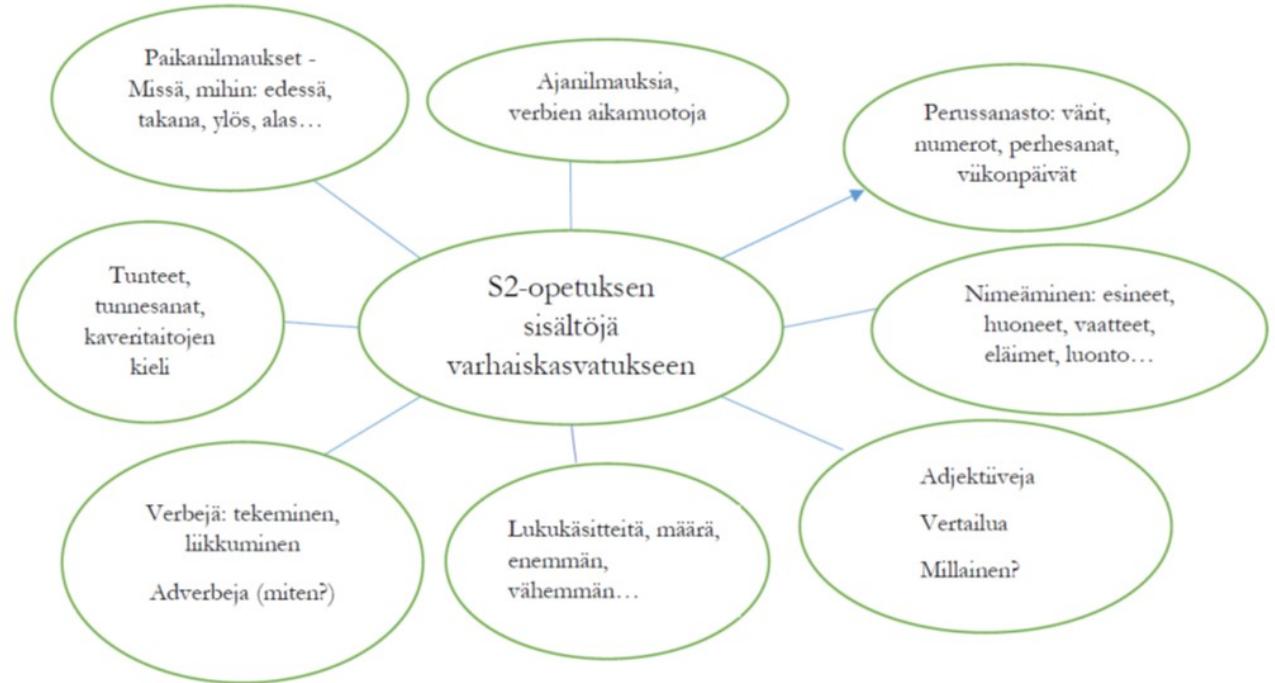 Paikanilmaukset -
Missä, mihin: edessä,
takana, ylös, alas…
Ajanilmauksia,
verbien aikamuotoja
Perussanasto: värit,
numerot, perhesanat,
viikonpäivät
Tunteet,
tunnesanat,
kaveritaitojen
kieli
S2-opetuksen
sisältöjä
varhaiskasvatukseen
Nimeäminen: esineet,
huoneet, vaatteet,
eläimet, luonto…
Verbejä: tekeminen,
liikkuminen
Adverbeja (miten?)
Lukukäsitteitä, määrä,
enemmän,
vähemmän…
Adjektiiveja
Vertailua
Millainen?